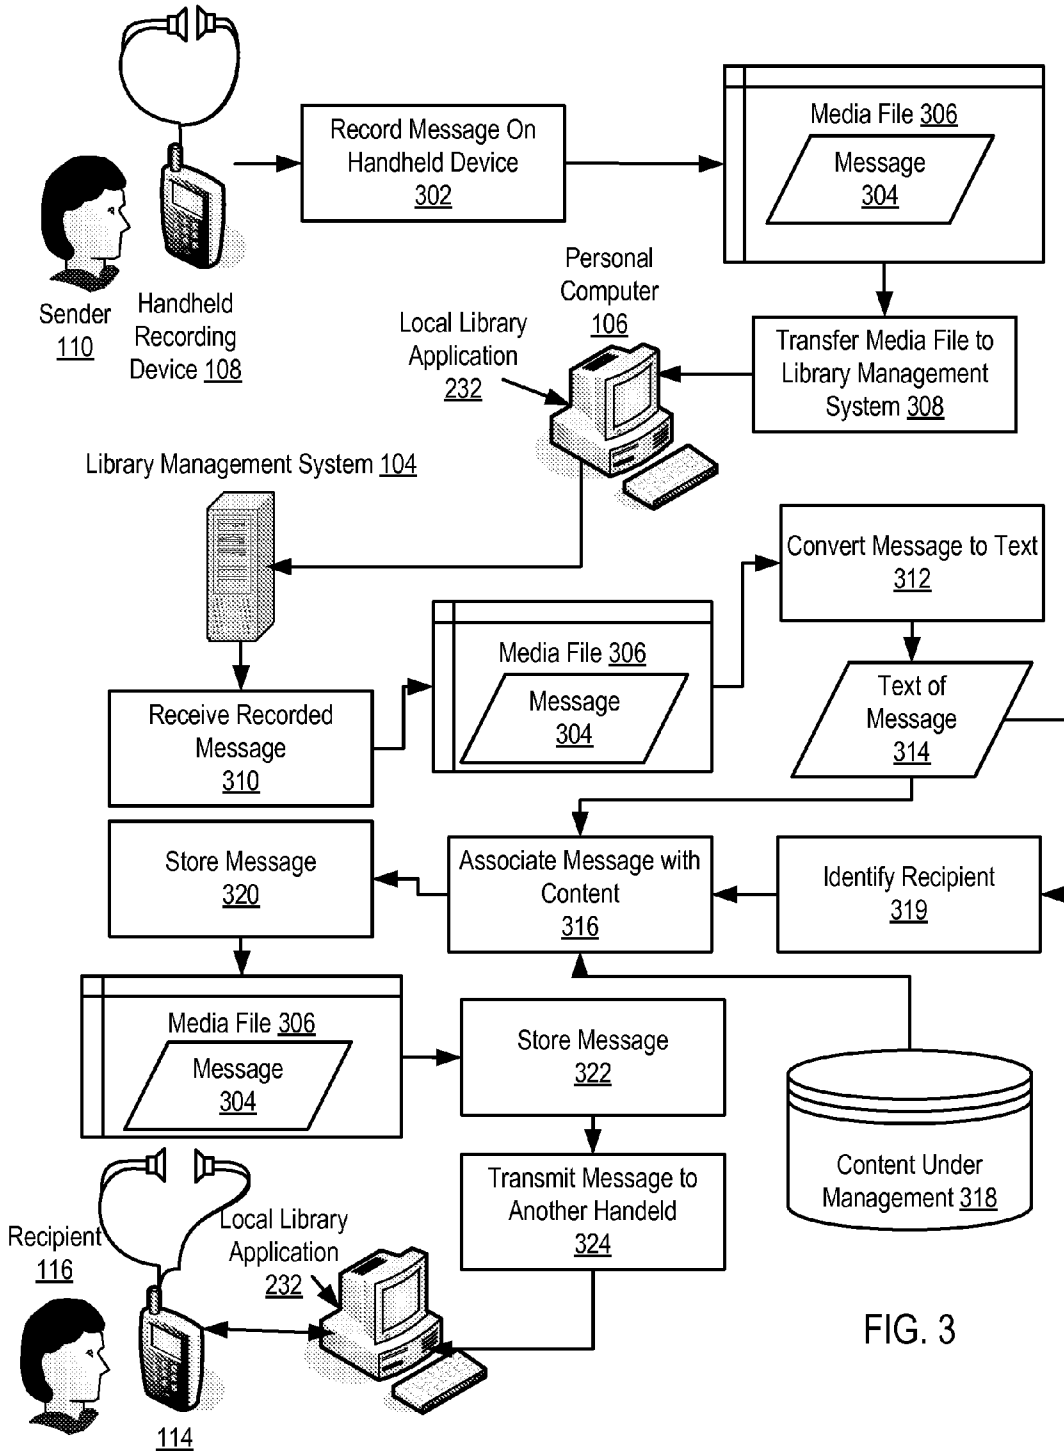 Record Message On
Handheld Device
302
Media File 306
Message
304
Sender
110
Handheld
Recording
Device 108
Personal
Computer
106
Local Library
Application
232
Transfer Media File to
Library Management
System 308
Library Management System 104
Convert Message to Text
312
Media File 306
Message
304
Receive Recorded
Message
310
Text of
Message
314
Store Message
320
Associate Message with
Content
316
Identify Recipient
319
Media File 306
Message
304
Store Message
322
Content Under
Management 318
Transmit Message to
Another Handeld
324
Recipient
116
Local Library
Application
232
114
FIG. 3